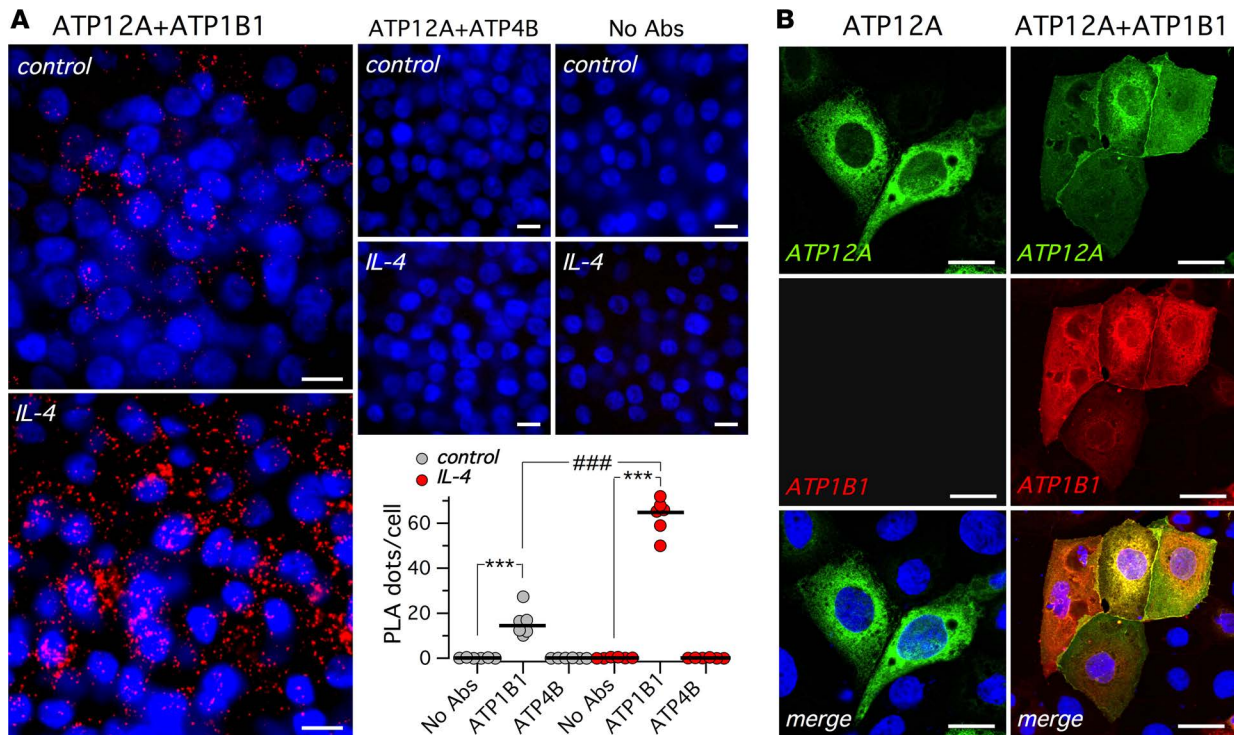 A
ATP12A+ATP1B1
control
IL-4
ATP12A+ATP4B
control
IL-4
No Abs
control
IL-4
control
IL-4
###
***
***
PLA dots/cell
60
40
20
0
No Abs
ATP1B1
ATP4B
No Abs
ATP1B1
ATP4B
B
ATP12A
ATP12A+ATP1B1
ATP12A
ATP12A
ATP1B1
ATP1B1
merge
merge